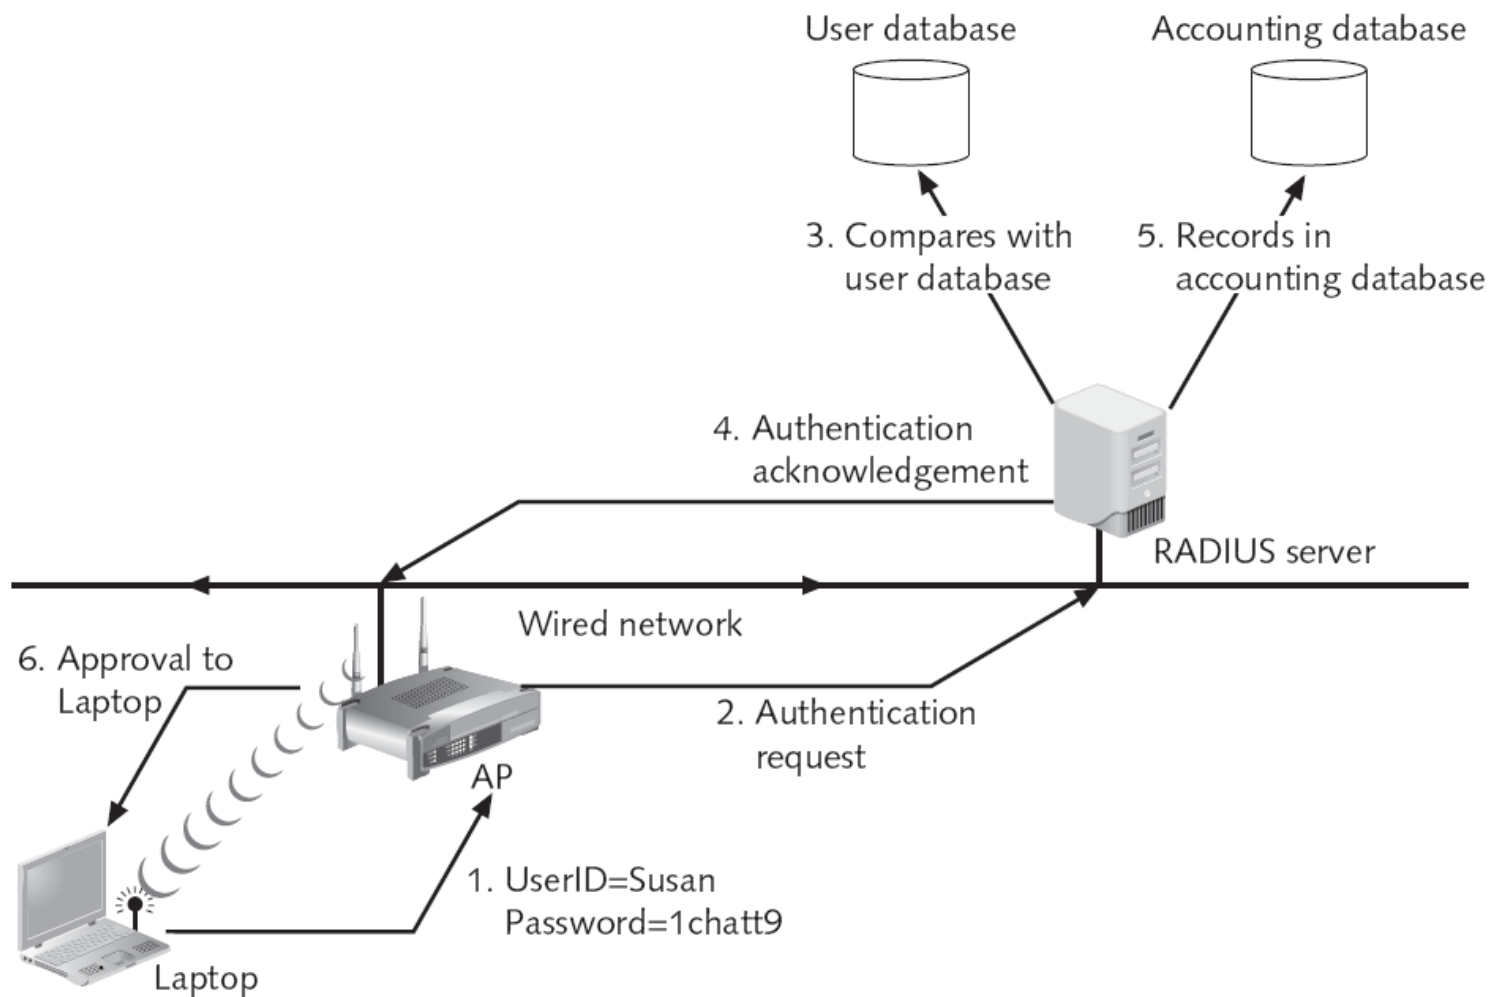 User database
Accounting database
3. Compares with
user database
5. Records in
accounting database
4. Authentication
acknowledgement
RADIUS server
Wired network
6. Approval to
Laptop
2. Authentication
request
AP
1. UserID=Susan
Password=1chatt9
Laptop